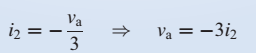 i₂ = −vₐ/3 ⇒ vₐ = −3i₂